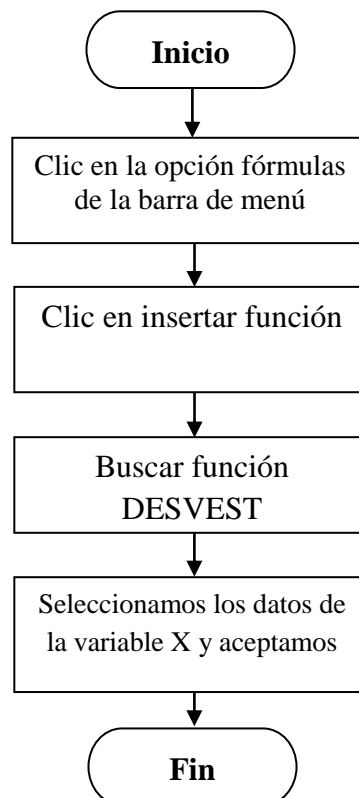 Inicio
Clic en la opción fórmulas
de la barra de menú
Clic en insertar función
Buscar función
DESVEST
Seleccionamos los datos de
la variable X y aceptamos
Fin